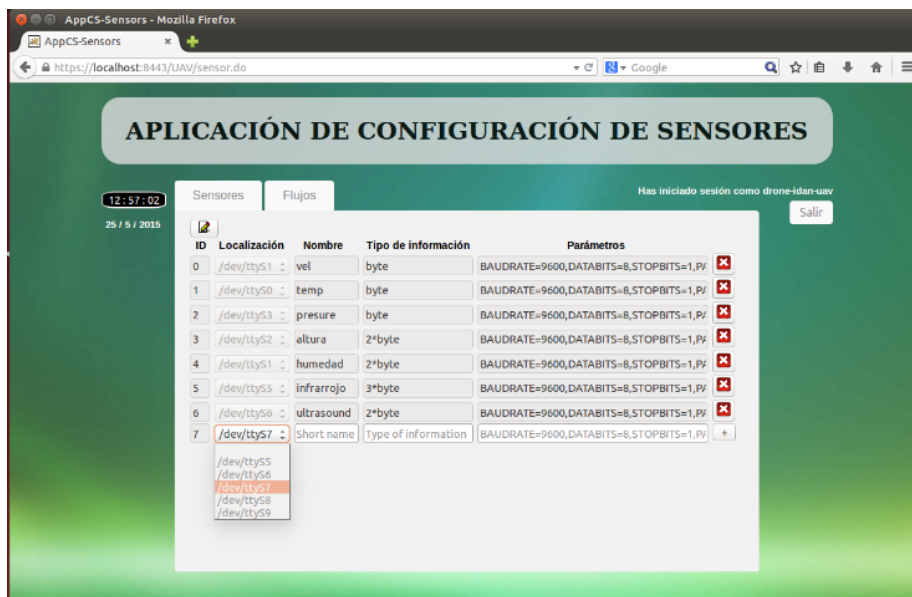 AppCS-Sensors - Mozilla Firefox
AppCS-Sensors
https://localhost:8443/UAV/sensor.do
Google
APLICACIÓN DE CONFIGURACIÓN DE SENSORES
12:57:02
Sensores Flujos
Has iniciado sesión como drone-idan-uav
25 / 5 / 2015
Salir
ID Localización Nombre Tipo de información Parámetros
0 /dev/ttyS1 vel byte BAUDRATE=9600,DATABITS=8,STOPBITS=1,PA
1 /dev/ttyS0 temp byte BAUDRATE=9600,DATABITS=8,STOPBITS=1,PA
2 /dev/ttyS3 presure byte BAUDRATE=9600,DATABITS=8,STOPBITS=1,PA
3 /dev/ttyS2 altura 2*byte BAUDRATE=9600,DATABITS=8,STOPBITS=1,PA
4 /dev/ttyS1 humedad 2*byte BAUDRATE=9600,DATABITS=8,STOPBITS=1,PA
5 /dev/ttyS5 infrarrojo 3*byte BAUDRATE=9600,DATABITS=8,STOPBITS=1,PA
6 /dev/ttyS6 ultrasound 2*byte BAUDRATE=9600,DATABITS=8,STOPBITS=1,PA
7 /dev/ttyS7 Short name Type of information BAUDRATE=9600,DATABITS=8,STOPBITS=1,PA +
/dev/ttyS5
/dev/ttyS6
/dev/ttyS7
/dev/ttyS8
/dev/ttyS9